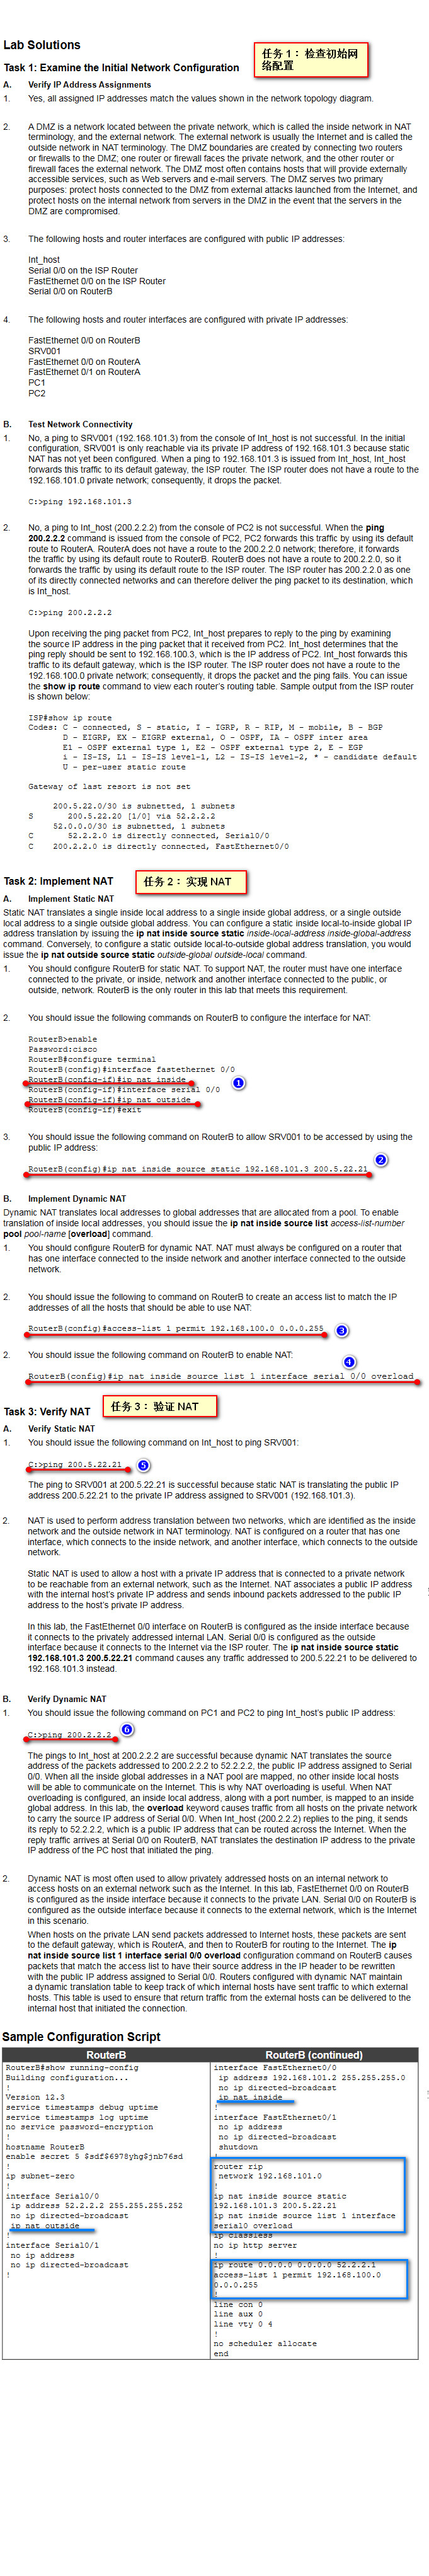 Lab Solutions
任务 1： 检查初始网
络配置
Task 1: Examine the Initial Network Configuration
A. Verify IP Address Assignments
1. Yes, all assigned IP addresses match the values shown in the network topology diagram.
2. A DMZ is a network located between the private network, which is called the inside network in NAT
terminology, and the external network. The external network is usually the Internet and is called the
outside network in NAT terminology. The DMZ boundaries are created by connecting two routers
or firewalls to the DMZ; one router or firewall faces the private network, and the other router or
firewall faces the external network. The DMZ most often contains hosts that will provide externally
accessible services, such as Web servers and e-mail servers. The DMZ serves two primary
purposes: protect hosts connected to the DMZ from external attacks launched from the Internet, and
protect hosts on the internal network from servers in the DMZ in the event that the servers in the
DMZ are compromised.
3. The following hosts and router interfaces are configured with public IP addresses:
Int_host
Serial 0/0 on the ISP Router
FastEthernet 0/0 on the ISP Router
Serial 0/0 on RouterB
4. The following hosts and router interfaces are configured with private IP addresses:
FastEthernet 0/0 on RouterB
SRV001
FastEthernet 0/0 on RouterA
FastEthernet 0/1 on RouterA
PC1
PC2
B. Test Network Connectivity
1. No, a ping to SRV001 (192.168.101.3) from the console of Int_host is not successful. In the initial
configuration, SRV001 is only reachable via its private IP address of 192.168.101.3 because static
NAT has not yet been configured. When a ping to 192.168.101.3 is issued from Int_host, Int_host
forwards this traffic to its default gateway, the ISP router. The ISP router does not have a route to the
192.168.101.0 private network; consequently, it drops the packet.
C:>ping 192.168.101.3
2. No, a ping to Int_host (200.2.2.2) from the console of PC2 is not successful. When the ping
200.2.2.2 command is issued from the console of PC2, PC2 forwards this traffic by using its default
route to RouterA. RouterA does not have a route to the 200.2.2.0 network; therefore, it forwards
the traffic by using its default route to RouterB. RouterB does not have a route to 200.2.2.0, so it
forwards the traffic by using its default route to the ISP router. The ISP router has 200.2.2.0 as one
of its directly connected networks and can therefore deliver the ping packet to its destination, which
is Int_host.
C:>ping 200.2.2.2
Upon receiving the ping packet from PC2, Int_host prepares to reply to the ping by examining
the source IP address in the ping packet that it received from PC2. Int_host determines that the
ping reply should be sent to 192.168.100.3, which is the IP address of PC2. Int_host forwards this
traffic to its default gateway, which is the ISP router. The ISP router does not have a route to the
192.168.100.0 private network; consequently, it drops the packet and the ping fails. You can issue
the show ip route command to view each router's routing table. Sample output from the ISP router
is shown below:
ISP#show ip route
Codes: C - connected, S - static, I - IGRP, R - RIP, M - mobile, B - BGP
D - EIGRP, EX - EIGRP external, O - OSPF, IA - OSPF inter area
E1 - OSPF external type 1, E2 - OSPF external type 2, E - EGP
i - IS-IS, L1 - IS-IS level-1, L2 - IS-IS level-2, * - candidate default
U - per-user static route
Gateway of last resort is not set
200.5.22.0/30 is subnetted, 1 subnets
S 200.5.22.20 [1/0] via 52.2.2.2
52.0.0.0/30 is subnetted, 1 subnets
C 52.2.2.0 is directly connected, Serial0/0
C 200.2.2.0 is directly connected, FastEthernet0/0
Task 2: Implement NAT
任务 2： 实现 NAT
A. Implement Static NAT
Static NAT translates a single inside local address to a single inside global address, or a single outside
local address to a single outside global address. You can configure a static inside local-to-inside global IP
address translation by issuing the ip nat inside source static inside-local-address inside-global-address
command. Conversely, to configure a static outside local-to-outside global address translation, you would
issue the ip nat outside source static outside-global outside-local command.
1. You should configure RouterB for static NAT. To support NAT, the router must have one interface
connected to the private, or inside, network and another interface connected to the public, or
outside, network. RouterB is the only router in this lab that meets this requirement.
2. You should issue the following commands on RouterB to configure the interface for NAT:
RouterB>enable
Password:cisco
RouterB#configure terminal
RouterB(config)#interface fastethernet 0/0
RouterB(config-if)#ip nat inside
1
RouterB(config-if)#interface serial 0/0
RouterB(config-if)#ip nat outside
RouterB(config-if)#exit
3. You should issue the following command on RouterB to allow SRV001 to be accessed by using the
public IP address:
2
RouterB(config)#ip nat inside source static 192.168.101.3 200.5.22.21
B. Implement Dynamic NAT
Dynamic NAT translates local addresses to global addresses that are allocated from a pool. To enable
translation of inside local addresses, you should issue the ip nat inside source list access-list-number
pool pool-name [overload] command.
1. You should configure RouterB for dynamic NAT. NAT must always be configured on a router that
has one interface connected to the inside network and another interface connected to the outside
network.
2. You should issue the following to command on RouterB to create an access list to match the IP
addresses of all the hosts that should be able to use NAT:
RouterB(config)#access-list 1 permit 192.168.100.0 0.0.0.255
3
2. You should issue the following command on RouterB to enable NAT:
4
RouterB(config)#ip nat inside source list 1 interface serial 0/0 overload
Task 3: Verify NAT
任务 3： 验证 NAT
A. Verify Static NAT
1. You should issue the following command on Int_host to ping SRV001:
C:>ping 200.5.22.21
5
The ping to SRV001 at 200.5.22.21 is successful because static NAT is translating the public IP
address 200.5.22.21 to the private IP address assigned to SRV001 (192.168.101.3).
2. NAT is used to perform address translation between two networks, which are identified as the inside
network and the outside network in NAT terminology. NAT is configured on a router that has one
interface, which connects to the inside network, and another interface, which connects to the outside
network.
Static NAT is used to allow a host with a private IP address that is connected to a private network
to be reachable from an external network, such as the Internet. NAT associates a public IP address
with the internal host's private IP address and sends inbound packets addressed to the public IP
address to the host's private IP address.
In this lab, the FastEthernet 0/0 interface on RouterB is configured as the inside interface because
it connects to the privately addressed internal LAN. Serial 0/0 is configured as the outside
interface because it connects to the Internet via the ISP router. The ip nat inside source static
192.168.101.3 200.5.22.21 command causes any traffic addressed to 200.5.22.21 to be delivered to
192.168.101.3 instead.
B. Verify Dynamic NAT
1. You should issue the following command on PC1 and PC2 to ping Int_host's public IP address:
C:>ping 200.2.2.2
6
The pings to Int_host at 200.2.2.2 are successful because dynamic NAT translates the source
address of the packets addressed to 200.2.2.2 to 52.2.2.2, the public IP address assigned to Serial
0/0. When all the inside global addresses in a NAT pool are mapped, no other inside local hosts
will be able to communicate on the Internet. This is why NAT overloading is useful. When NAT
overloading is configured, an inside local address, along with a port number, is mapped to an inside
global address. In this lab, the overload keyword causes traffic from all hosts on the private network
to carry the source IP address of Serial 0/0. When Int_host (200.2.2.2) replies to the ping, it sends
its reply to 52.2.2.2, which is a public IP address that can be routed across the Internet. When the
reply traffic arrives at Serial 0/0 on RouterB, NAT translates the destination IP address to the private
IP address of the PC host that initiated the ping.
2. Dynamic NAT is most often used to allow privately addressed hosts on an internal network to
access hosts on an external network such as the Internet. In this lab, FastEthernet 0/0 on RouterB
is configured as the inside interface because it connects to the private LAN. Serial 0/0 on RouterB is
configured as the outside interface because it connects to the external network, which is the Internet
in this scenario.
When hosts on the private LAN send packets addressed to Internet hosts, these packets are sent
to the default gateway, which is RouterA, and then to RouterB for routing to the Internet. The ip
nat inside source list 1 interface serial 0/0 overload configuration command on RouterB causes
packets that match the access list to have their source address in the IP header to be rewritten
with the public IP address assigned to Serial 0/0. Routers configured with dynamic NAT maintain
a dynamic translation table to keep track of which internal hosts have sent traffic to which external
hosts. This table is used to ensure that return traffic from the external hosts can be delivered to the
internal host that initiated the connection.
Sample Configuration Script
RouterB
RouterB#show running-config
Building configuration...
!
Version 12.3
service timestamps debug uptime
service timestamps log uptime
no service password-encryption
!
hostname RouterB
enable secret 5 $sdf$6978yhg$jnb76sd
!
ip subnet-zero
!
interface Serial0/0
ip address 52.2.2.2 255.255.255.252
no ip directed-broadcast
ip nat outside
!
interface Serial0/1
no ip address
no ip directed-broadcast
!
RouterB (continued)
interface FastEthernet0/0
ip address 192.168.101.2 255.255.255.0
no ip directed-broadcast
ip nat inside
!
interface FastEthernet0/1
no ip address
no ip directed-broadcast
shutdown
!
router rip
network 192.168.101.0
!
ip nat inside source static
192.168.101.3 200.5.22.21
ip nat inside source list 1 interface
serial0 overload
ip classless
no ip http server
!
ip route 0.0.0.0 0.0.0.0 52.2.2.1
access-list 1 permit 192.168.100.0
0.0.0.255
!
line con 0
line aux 0
line vty 0 4
!
no scheduler allocate
end